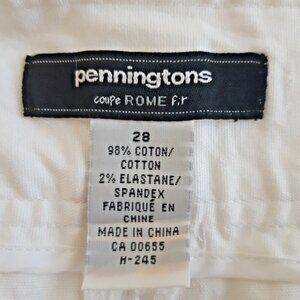 penningtons
coupe ROME fit
28
98% COTON/
COTTON
2% ELASTANE/
SPANDEX
FABRIQUÉ EN
CHINE
MADE IN CHINA
CA 00655
H-245